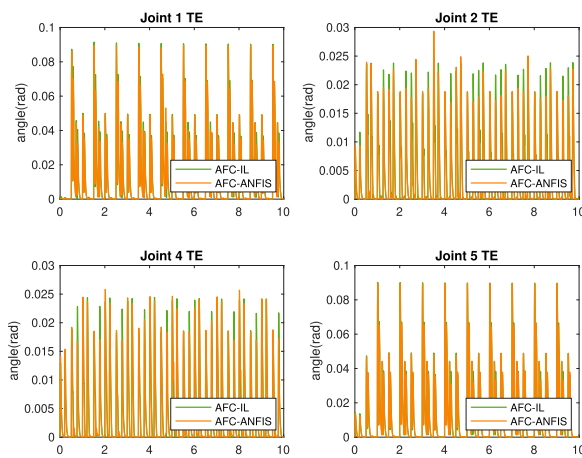 Joint 1 TE
Joint 2 TE
0.1
0.08
0.06
0.04
0.02
0
angle(rad)
AFC-IL
AFC-ANFIS
0 2 4 6 8 10
0.03
0.025
0.02
0.015
0.01
0.005
0
angle(rad)
AFC-IL
AFC-ANFIS
0 2 4 6 8 10
Joint 4 TE
Joint 5 TE
0.03
0.025
0.02
0.015
0.01
0.005
0
angle(rad)
AFC-IL
AFC-ANFIS
0 2 4 6 8 10
0.1
0.08
0.06
0.04
0.02
0
angle(rad)
AFC-IL
AFC-ANFIS
0 2 4 6 8 10